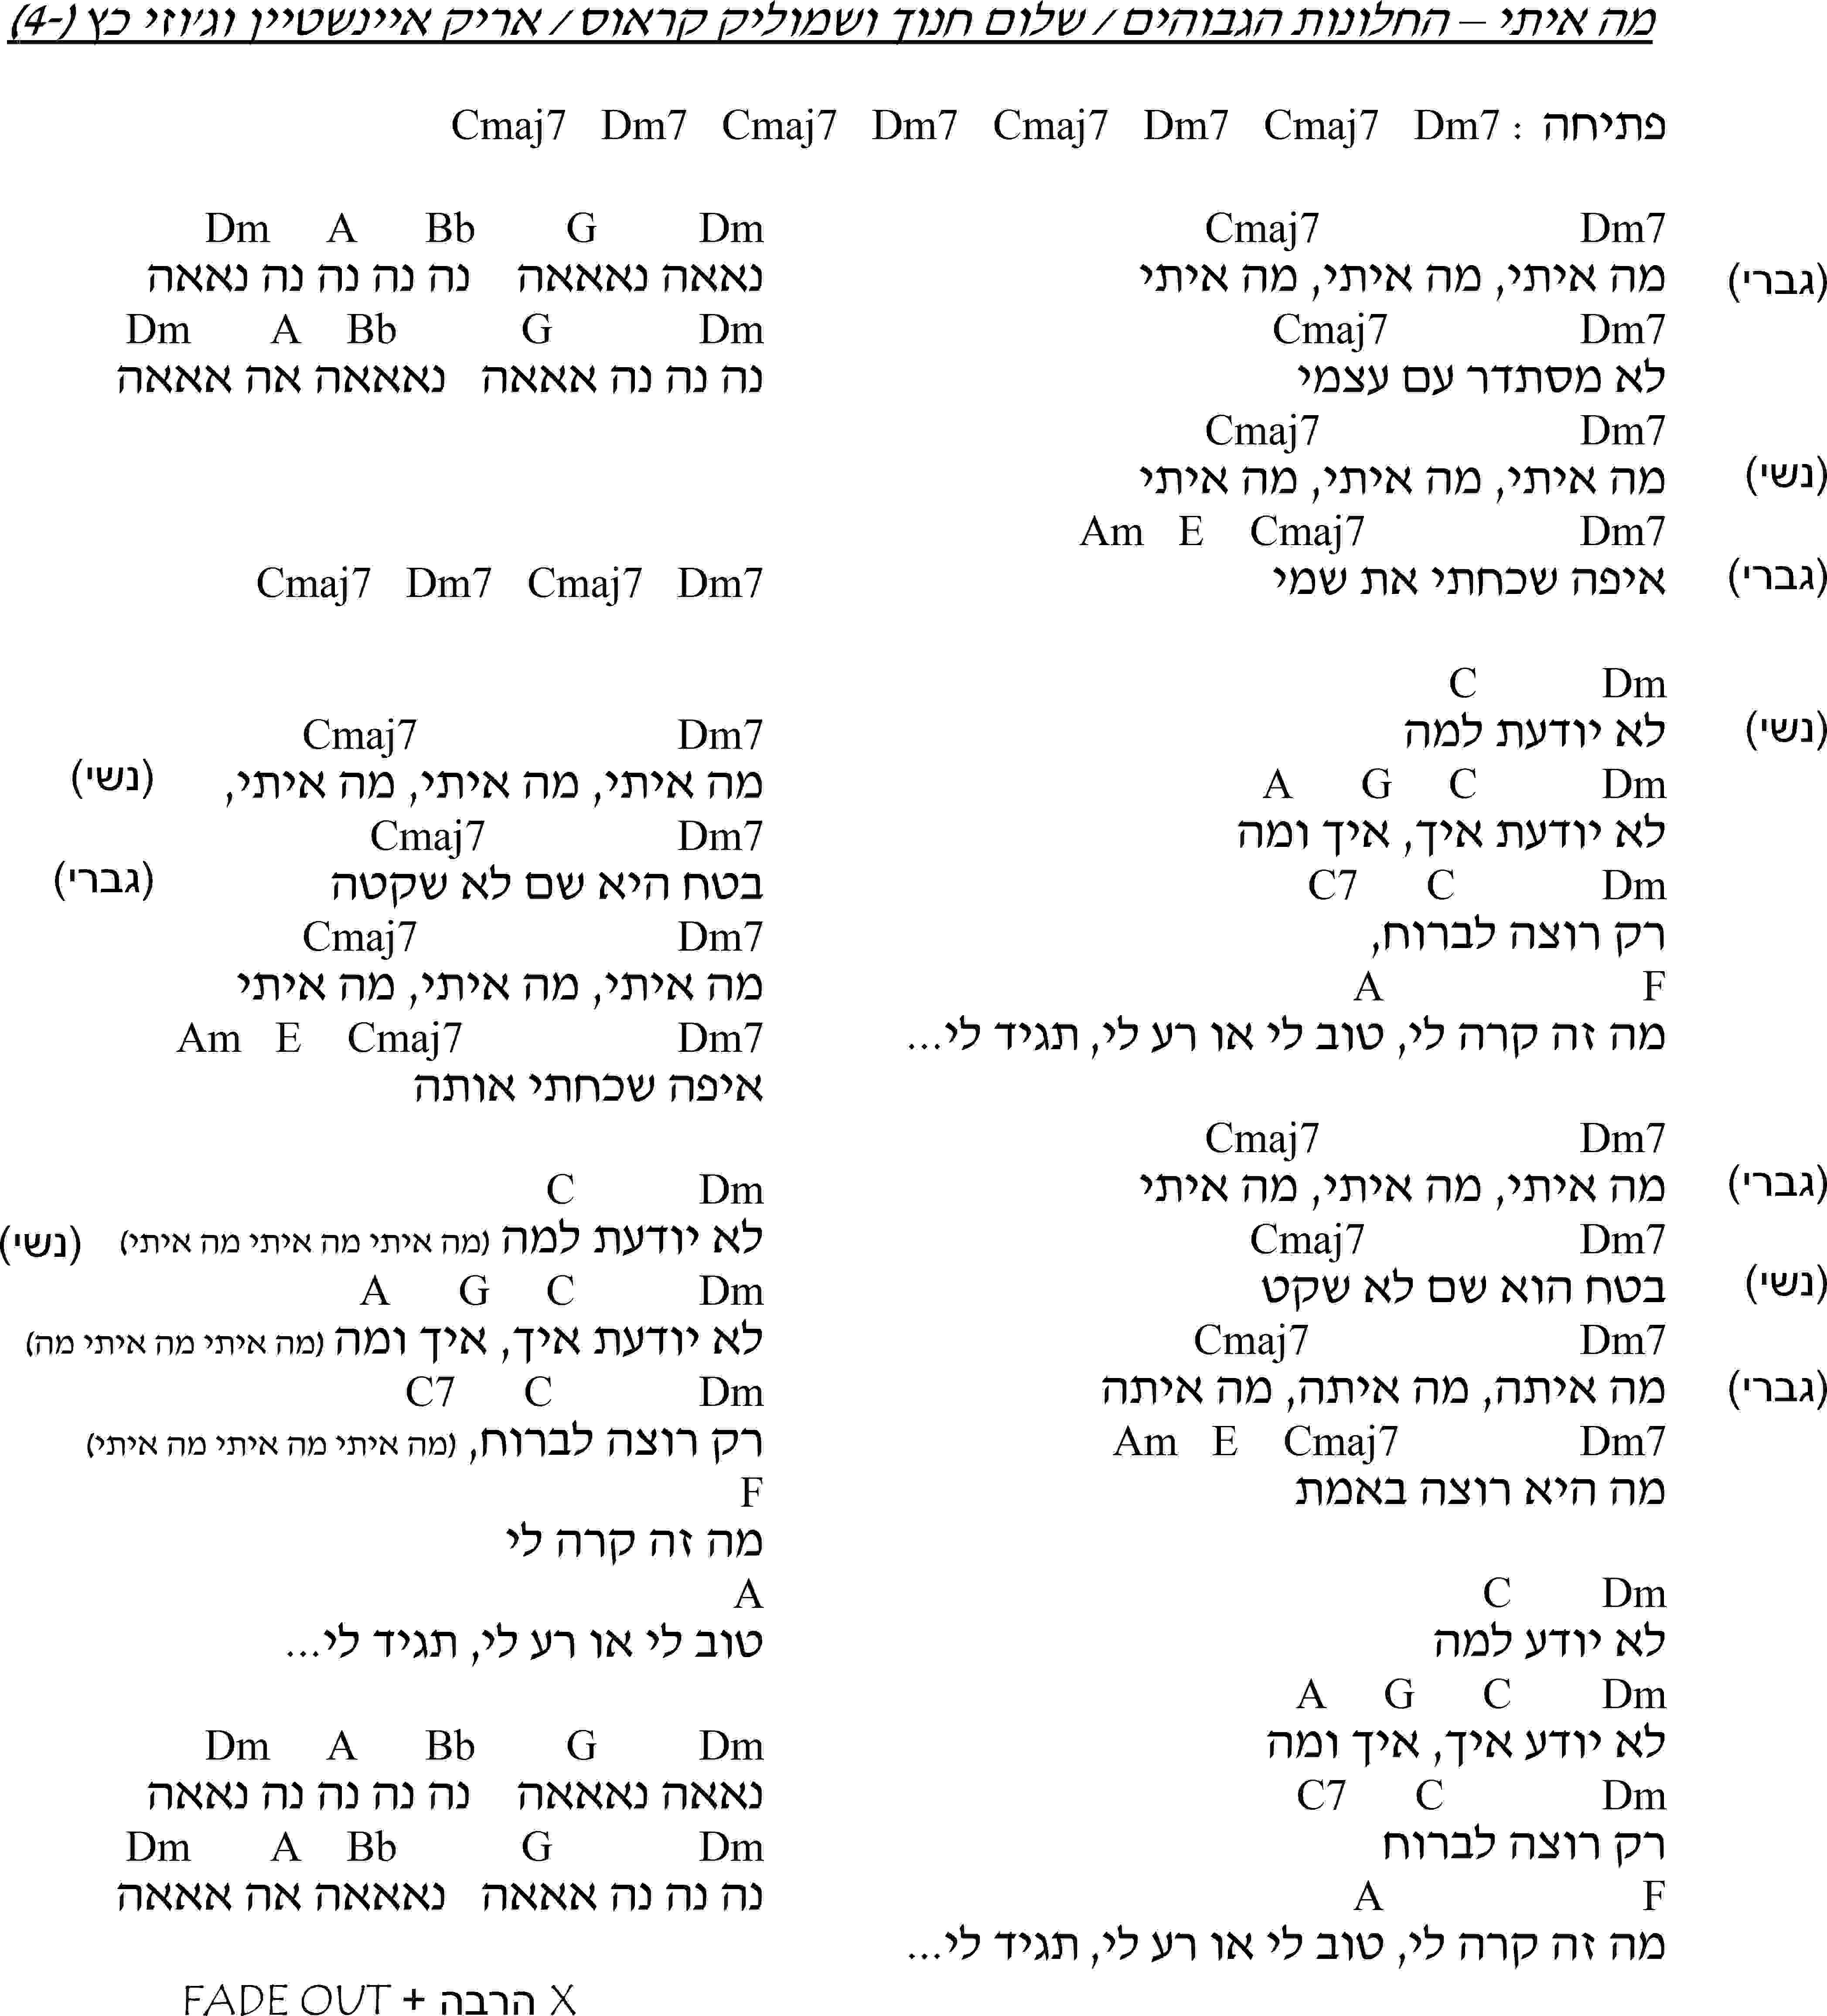 מה איתי – החלונות הגבוהים / שלום חנוך ושמוליק קראוס / אריק איינשטיין וג'וזי כץ (-4)
פתיחה : Cmaj7 Dm7 Cmaj7 Dm7 Cmaj7 Dm7 Cmaj7 Dm7
Cmaj7 Dm7
(גברי) מה איתי, מה איתי, מה איתי
Cmaj7 Dm7
לא מסתדר עם עצמי
Cmaj7 Dm7
(נשי) מה איתי, מה איתי, מה איתי
Am E Cmaj7 Dm7
(גברי) איפה שכחתי את שמי
C Dm
(נשי) לא יודעת למה
A G C Dm
לא יודעת איך, איך ומה
C7 C Dm
רק רוצה לברוח,
A F
מה זה קרה לי, טוב לי או רע לי, תגיד לי...
Cmaj7 Dm7
(גברי) מה איתי, מה איתי, מה איתי
Cmaj7 Dm7
(נשי) בטח הוא שם לא שקט
Cmaj7 Dm7
(גברי) מה איתה, מה איתה, מה איתה
Am E Cmaj7 Dm7
מה היא רוצה באמת
C Dm
לא יודע למה
A G C Dm
לא יודע איך, איך ומה
C7 C Dm
רק רוצה לברוח
A F
מה זה קרה לי, טוב לי או רע לי, תגיד לי...
Dm A Bb G Dm
נאאה נאאאה נה נה נה נה נאאה
Dm A Bb G Dm
נה נה נה אאאה נאאאה אה אאאה
Cmaj7 Dm7 Cmaj7 Dm7
Cmaj7 Dm7
מה איתי, מה איתי, מה איתי, (נשי)
Cmaj7 Dm7
בטח היא שם לא שקטה (גברי)
Cmaj7 Dm7
מה איתי, מה איתי, מה איתי
Am E Cmaj7 Dm7
איפה שכחתי אותה
C Dm
לא יודעת למה (מה איתי מה איתי מה איתי) (נשי)
A G C Dm
לא יודעת איך, איך ומה (מה איתי מה איתי מה)
C7 C Dm
רק רוצה לברוח, (מה איתי מה איתי מה איתי)
F
מה זה קרה לי
A
טוב לי או רע לי, תגיד לי...
Dm A Bb G Dm
נאאה נאאאה נה נה נה נה נאאה
Dm A Bb G Dm
נה נה נה אאאה נאאאה אה אאאה
X הרבה + FADE OUT